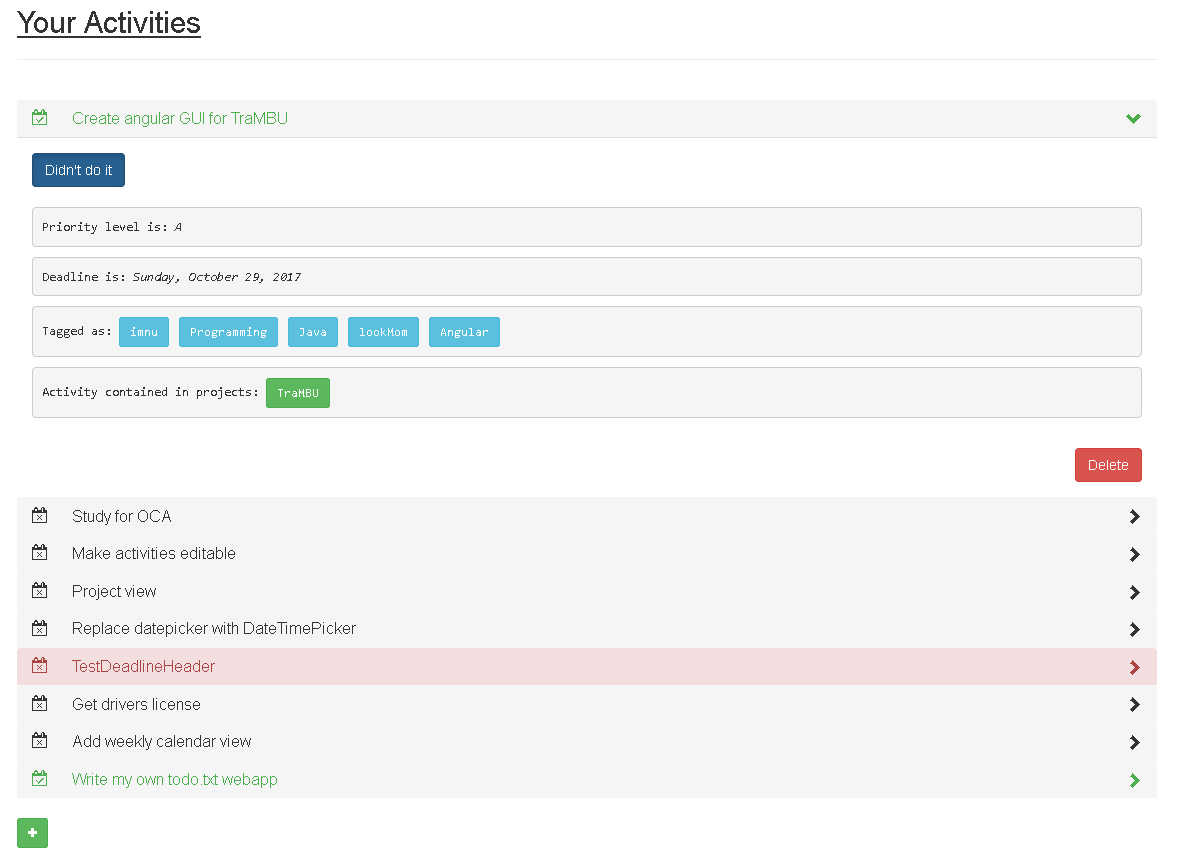 Your Activities
Create angular GUI for TraMBU
Didn't do it
Priority level is: A
Deadline is: Sunday, October 29, 2017
Tagged as: imnu Programming Java lookMom Angular
Activity contained in projects: TraMBU
Delete
Study for OCA
Make activities editable
Project view
Replace datepicker with DateTimePicker
TestDeadlineHeader
Get drivers license
Add weekly calendar view
Write my own todo.txt webapp